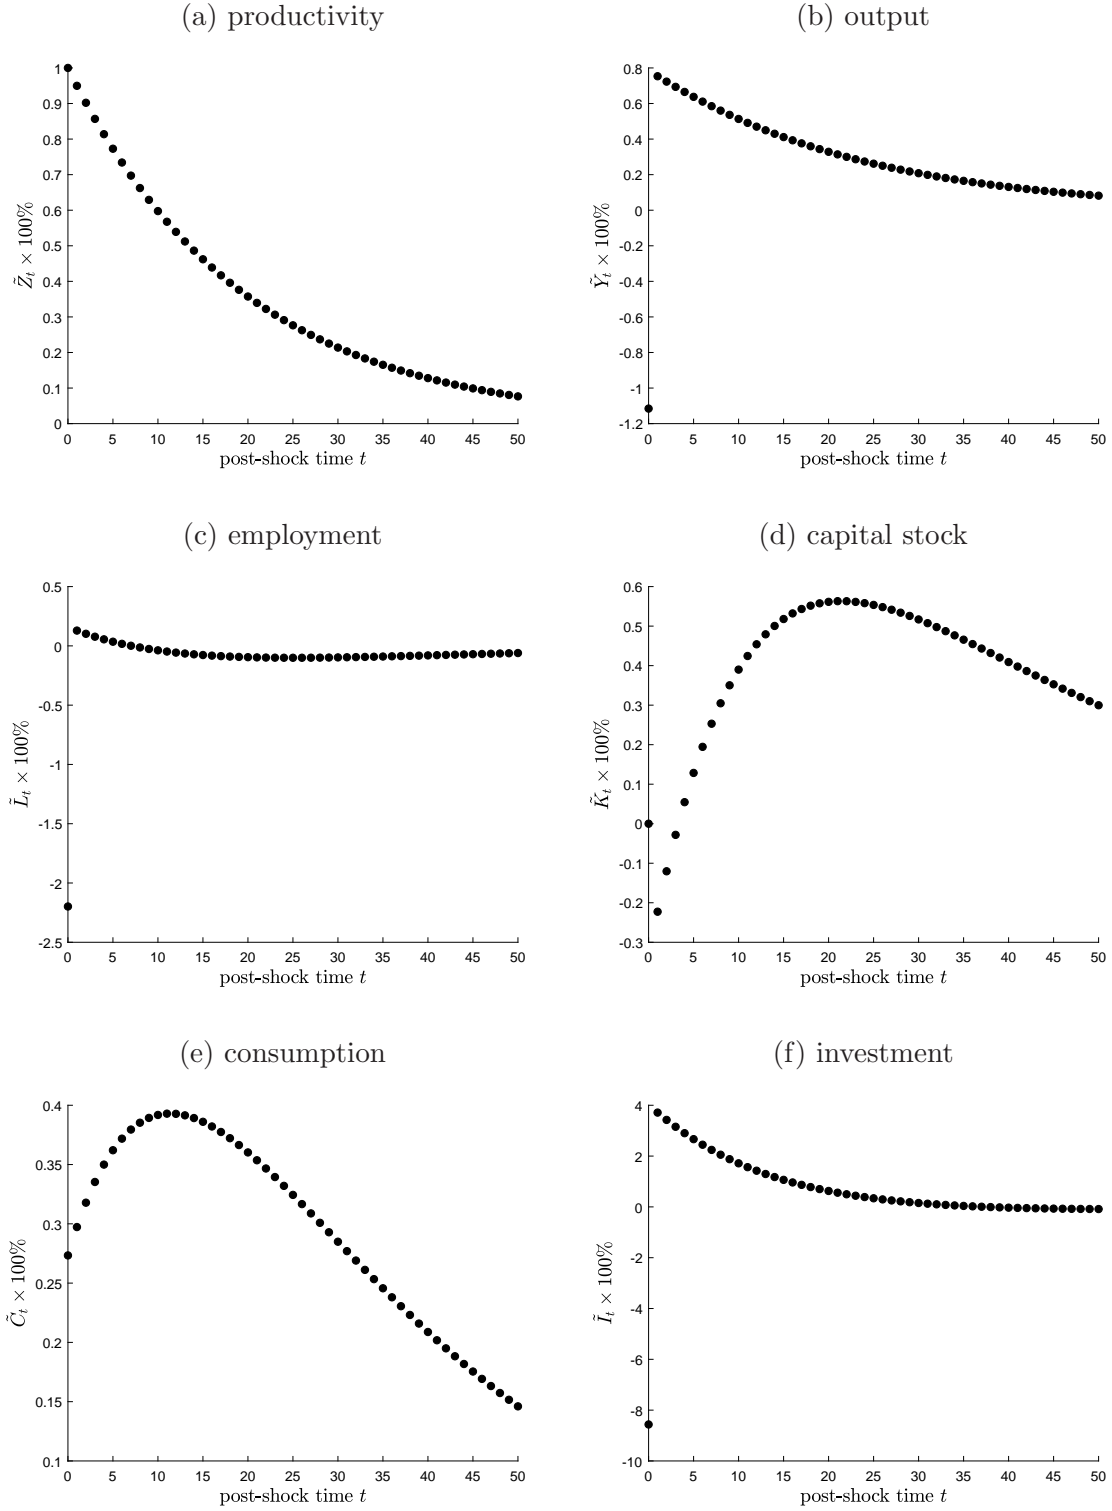 (a) productivity
1
0.9
0.8
0.7
0.6
0.5
0.4
0.3
0.2
0.1
0
Z̃_t × 100%
0 5 10 15 20 25 30 35 40 45 50
post-shock time t
(b) output
0.8
0.6
0.4
0.2
0
-0.2
-0.4
-0.6
-0.8
-1
-1.2
Ỹ_t × 100%
0 5 10 15 20 25 30 35 40 45 50
post-shock time t
(c) employment
0.5
0
-0.5
-1
-1.5
-2
-2.5
L̃_t × 100%
0 5 10 15 20 25 30 35 40 45 50
post-shock time t
(d) capital stock
0.6
0.5
0.4
0.3
0.2
0.1
0
-0.1
-0.2
-0.3
K̃_t × 100%
0 5 10 15 20 25 30 35 40 45 50
post-shock time t
(e) consumption
0.4
0.35
0.3
0.25
0.2
0.15
0.1
C̃_t × 100%
0 5 10 15 20 25 30 35 40 45 50
post-shock time t
(f) investment
4
2
0
-2
-4
-6
-8
-10
Ĩ_t × 100%
0 5 10 15 20 25 30 35 40 45 50
post-shock time t